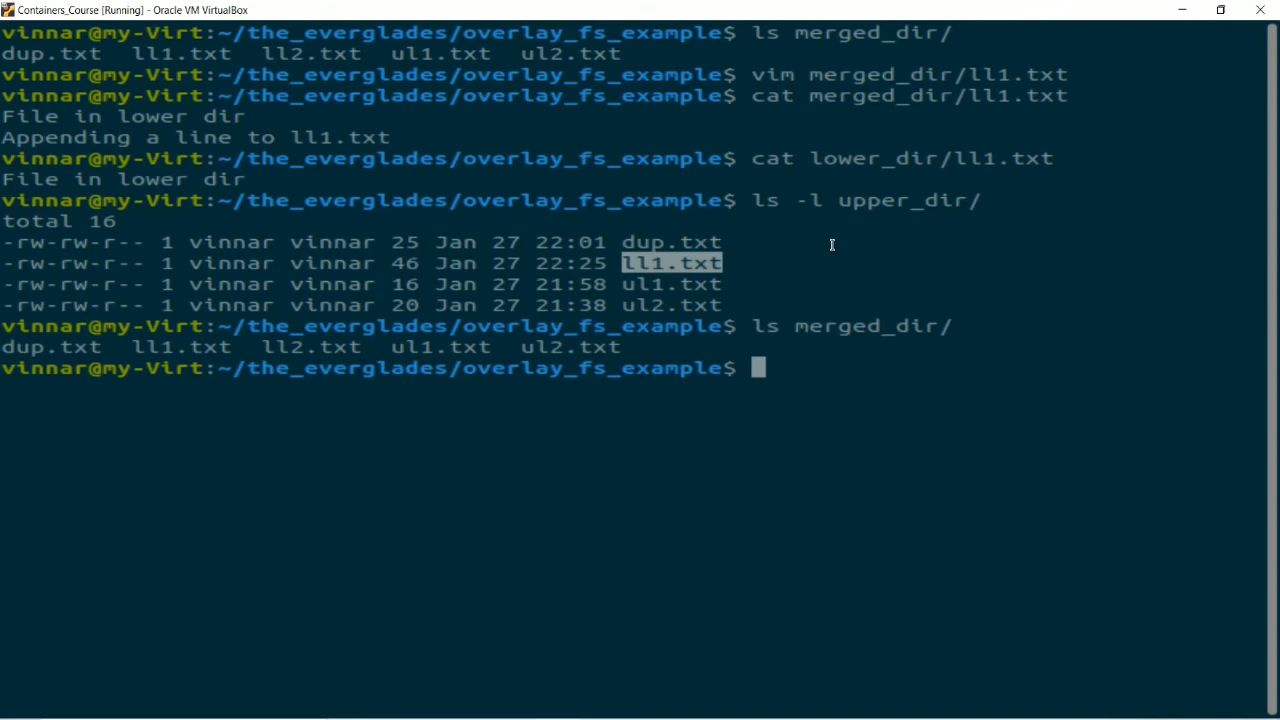 Containers_Course [Running] - Oracle VM VirtualBox
vinnar@my-Virt:~/the_everglades/overlay_fs_example$ ls merged_dir/
dup.txt  ll1.txt  ll2.txt  ul1.txt  ul2.txt
vinnar@my-Virt:~/the_everglades/overlay_fs_example$ vim merged_dir/ll1.txt
vinnar@my-Virt:~/the_everglades/overlay_fs_example$ cat merged_dir/ll1.txt
File in lower dir
Appending a line to ll1.txt
vinnar@my-Virt:~/the_everglades/overlay_fs_example$ cat lower_dir/ll1.txt
File in lower dir
vinnar@my-Virt:~/the_everglades/overlay_fs_example$ ls -l upper_dir/
total 16
-rw-rw-r-- 1 vinnar vinnar 25 Jan 27 22:01 dup.txt
-rw-rw-r-- 1 vinnar vinnar 46 Jan 27 22:25 ll1.txt
-rw-rw-r-- 1 vinnar vinnar 16 Jan 27 21:58 ul1.txt
-rw-rw-r-- 1 vinnar vinnar 20 Jan 27 21:38 ul2.txt
vinnar@my-Virt:~/the_everglades/overlay_fs_example$ ls merged_dir/
dup.txt  ll1.txt  ll2.txt  ul1.txt  ul2.txt
vinnar@my-Virt:~/the_everglades/overlay_fs_example$